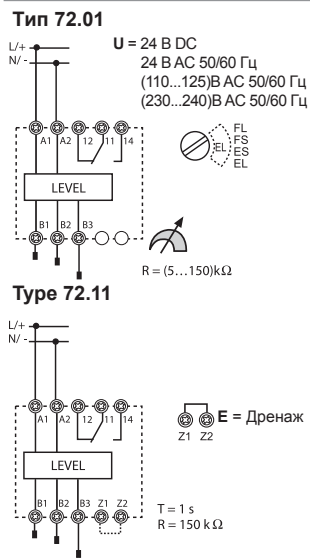 Тип 72.01
L/+
N/ -
U = 24 В DC
24 В AC 50/60 Гц
(110...125)В AC 50/60 Гц
(230...240)В AC 50/60 Гц
A1 A2 12 11 14
EL
FL
FS
ES
EL
LEVEL
B1 B2 B3
R = (5...150)kΩ
Type 72.11
L/+
N/ -
A1 A2 12 11 14
E = Дренаж
Z1 Z2
LEVEL
B1 B2 B3 Z1 Z2
T = 1 s
R = 150 k Ω